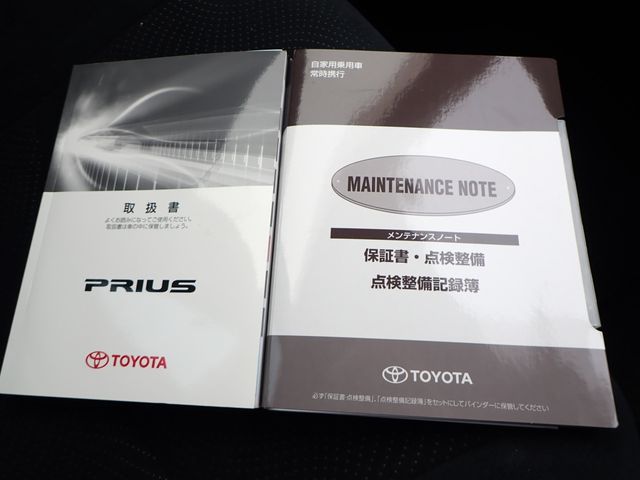 取扱書
よくお読みになってご使用ください。
取扱書は車の中に保管しましょう。
PRIUS
TOYOTA
自家用乗用車
常時携行
MAINTENANCE NOTE
メンテナンスノート
保証書・点検整備
点検整備記録簿
TOYOTA
必ず「保証書・点検整備」、「点検整備記録簿」をセットにしてバインダーに保管してください